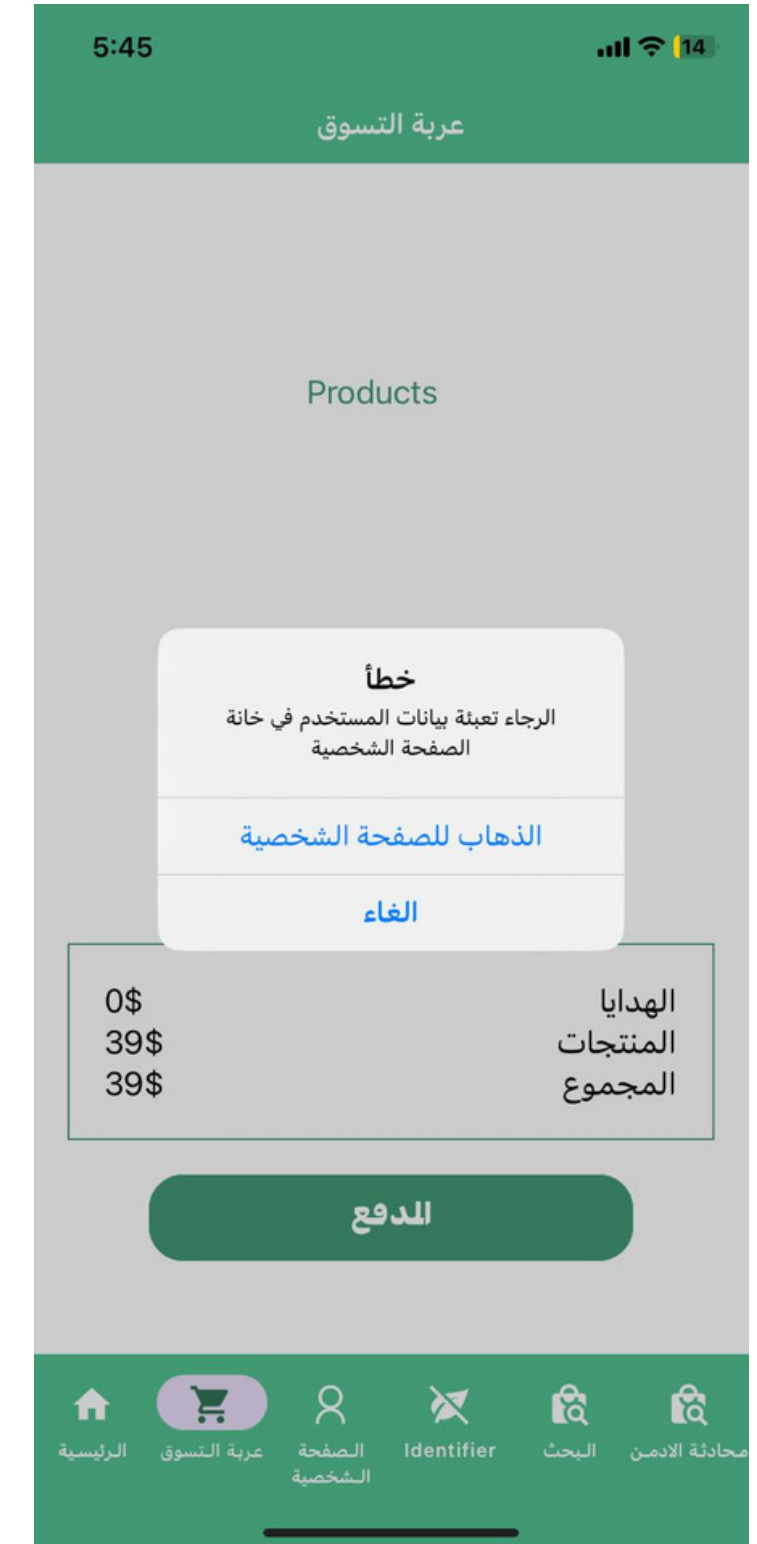 5:45
14
عربة التسوق
Products
خطأ
الرجاء تعبئة بيانات المستخدم في خانة
الصفحة الشخصية
الذهاب للصفحة الشخصية
الغاء
الهدايا 0$
المنتجات 39$
المجموع 39$
المدفع
الرئيسية
عربة التسوق
الصفحة
الشخصية
Identifier
البحث
محادثة الادمن